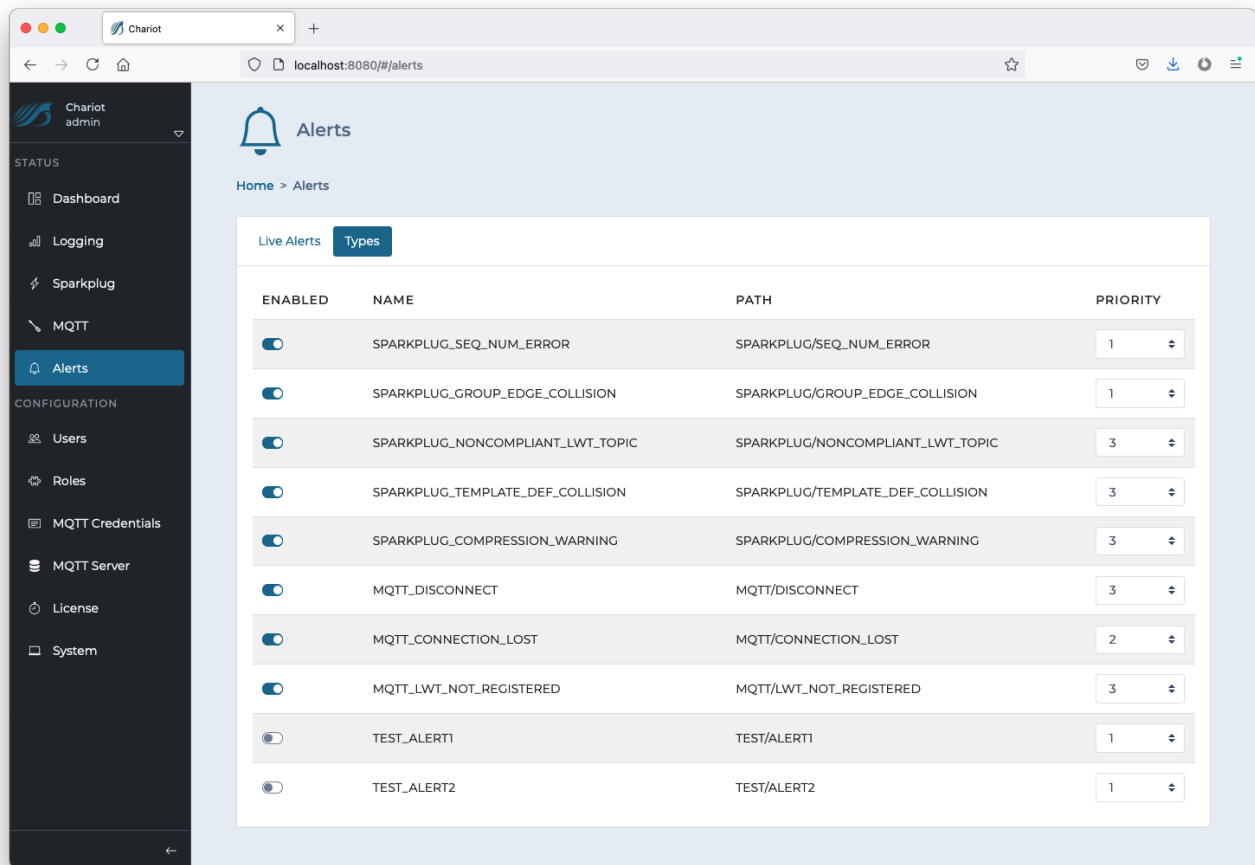 Chariot
localhost:8080/#/alerts
Chariot
admin
STATUS
Dashboard
Logging
Sparkplug
MQTT
Alerts
CONFIGURATION
Users
Roles
MQTT Credentials
MQTT Server
License
System
Alerts
Home > Alerts
Live Alerts Types
ENABLED NAME PATH PRIORITY
SPARKPLUG_SEQ_NUM_ERROR SPARKPLUG/SEQ_NUM_ERROR 1
SPARKPLUG_GROUP_EDGE_COLLISION SPARKPLUG/GROUP_EDGE_COLLISION 1
SPARKPLUG_NONCOMPLIANT_LWT_TOPIC SPARKPLUG/NONCOMPLIANT_LWT_TOPIC 3
SPARKPLUG_TEMPLATE_DEF_COLLISION SPARKPLUG/TEMPLATE_DEF_COLLISION 3
SPARKPLUG_COMPRESSION_WARNING SPARKPLUG/COMPRESSION_WARNING 3
MQTT_DISCONNECT MQTT/DISCONNECT 3
MQTT_CONNECTION_LOST MQTT/CONNECTION_LOST 2
MQTT_LWT_NOT_REGISTERED MQTT/LWT_NOT_REGISTERED 3
TEST_ALERT1 TEST/ALERT1 1
TEST_ALERT2 TEST/ALERT2 1